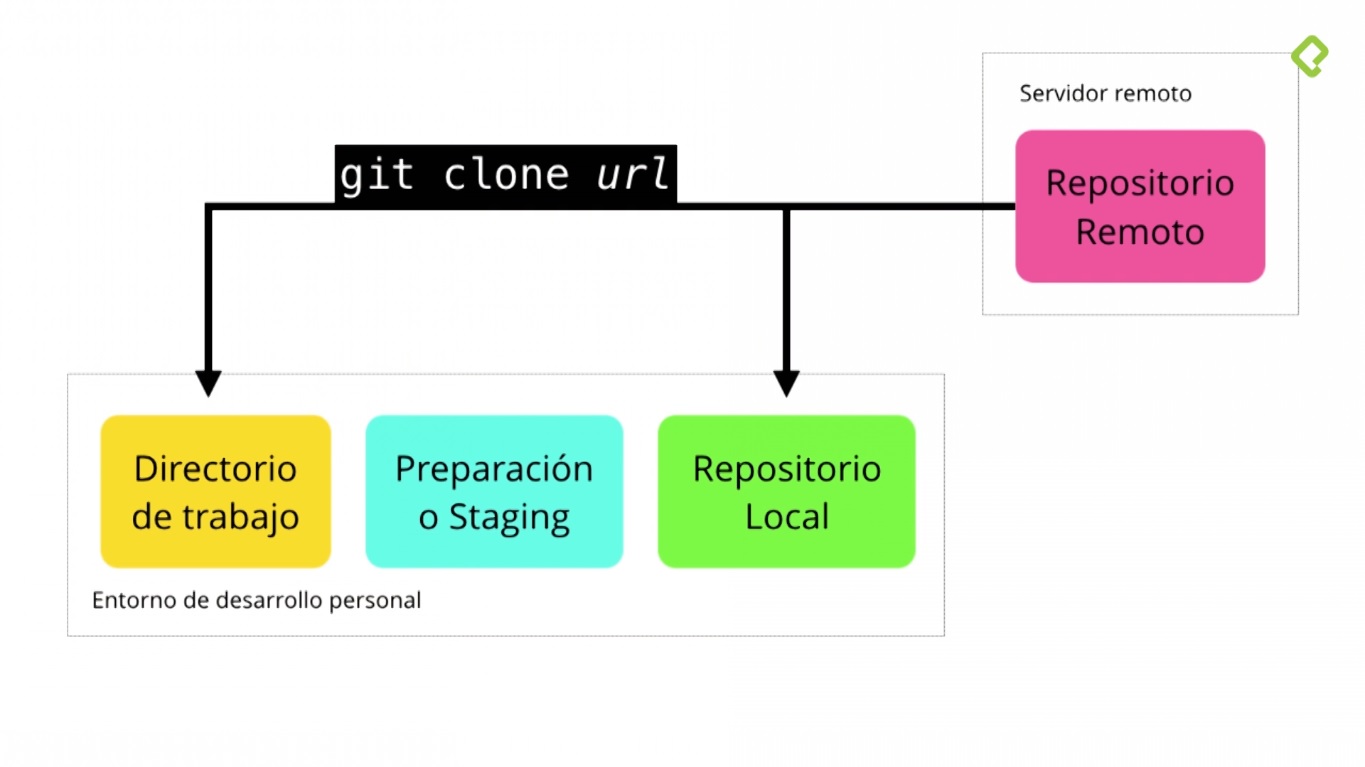 Servidor remoto
git clone url
Repositorio
Remoto
Directorio
de trabajo
Preparación
o Staging
Repositorio
Local
Entorno de desarrollo personal